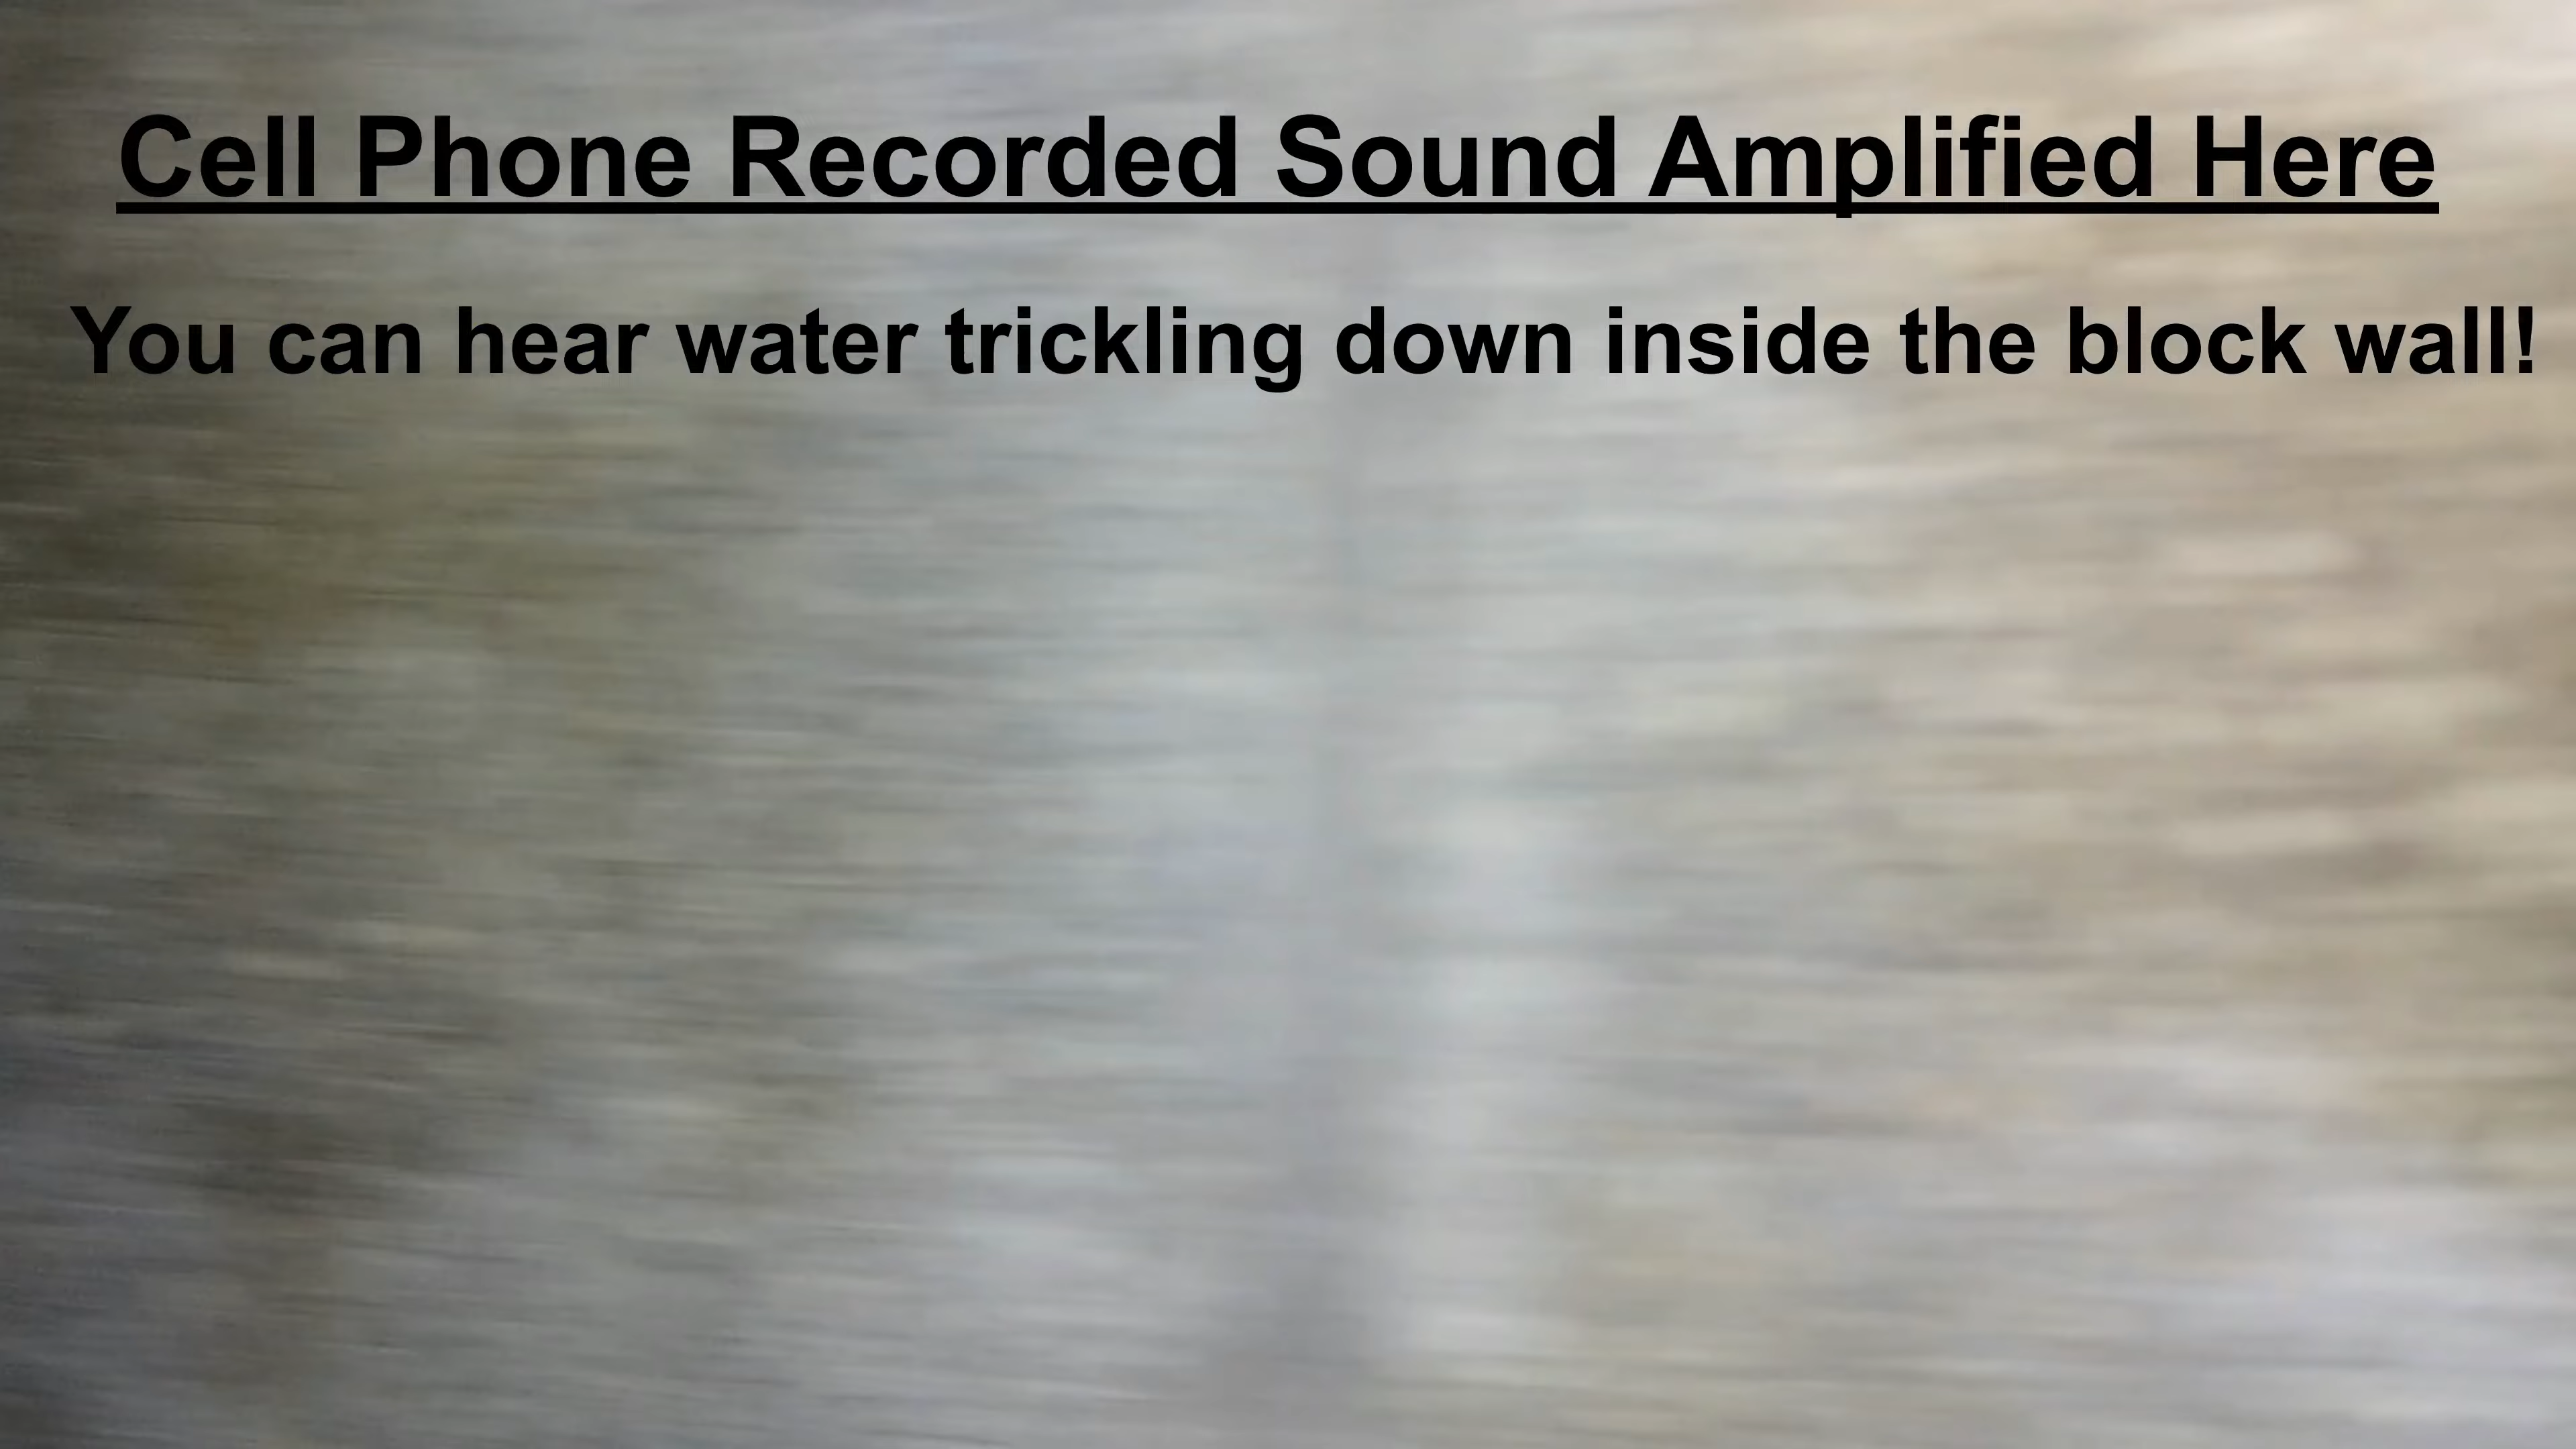 Cell Phone Recorded Sound Amplified Here
You can hear water trickling down inside the block wall!